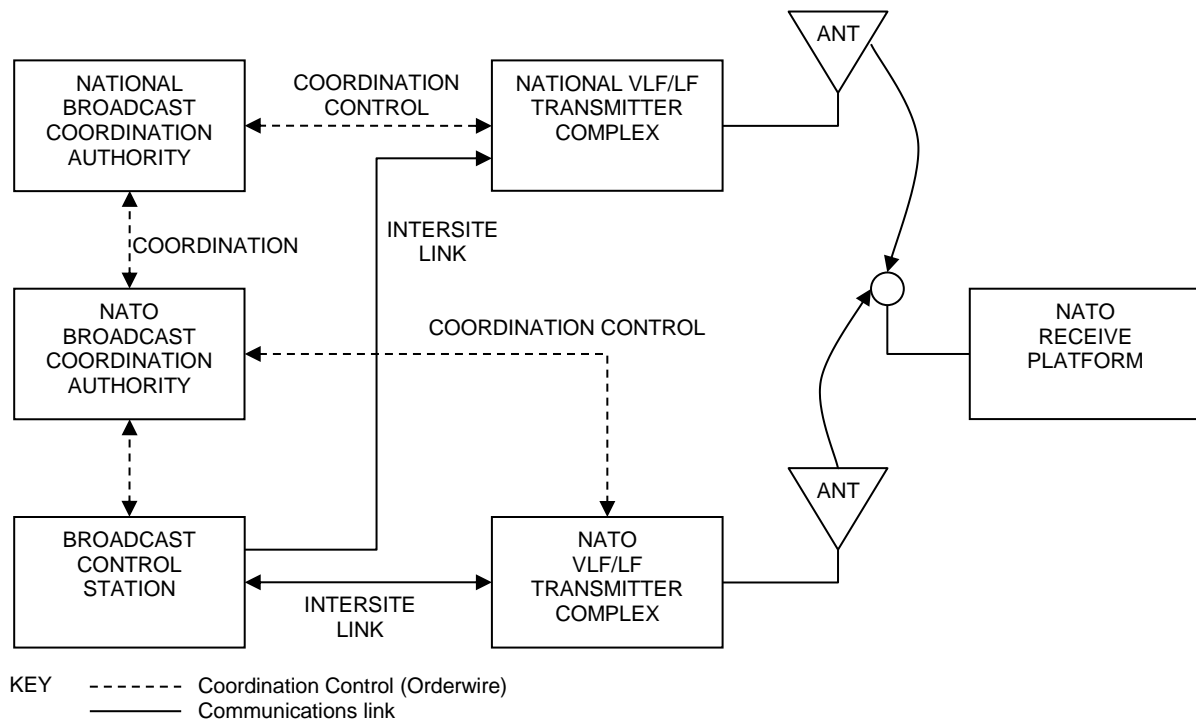 ANT
NATIONAL
BROADCAST
COORDINATION
AUTHORITY
COORDINATION
CONTROL
NATIONAL VLF/LF
TRANSMITTER
COMPLEX
INTERSITE
LINK
COORDINATION
NATO
BROADCAST
COORDINATION
AUTHORITY
COORDINATION CONTROL
NATO
RECEIVE
PLATFORM
ANT
BROADCAST
CONTROL
STATION
INTERSITE
LINK
NATO
VLF/LF
TRANSMITTER
COMPLEX
KEY
Coordination Control (Orderwire)
Communications link